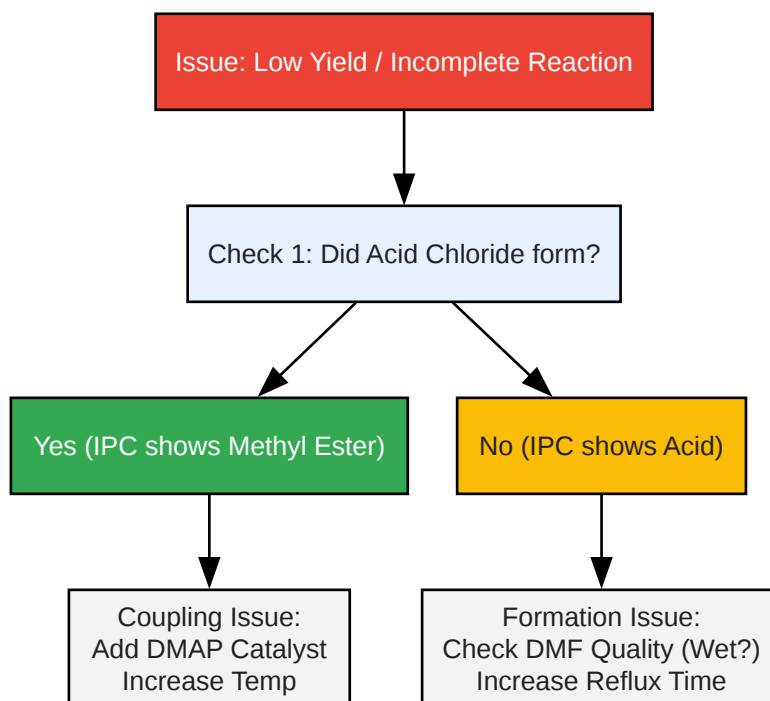 Issue: Low Yield / Incomplete Reaction
Check 1: Did Acid Chloride form?
Yes (IPC shows Methyl Ester)
No (IPC shows Acid)
Coupling Issue:
Add DMAP Catalyst
Increase Temp
Formation Issue:
Check DMF Quality (Wet?)
Increase Reflux Time